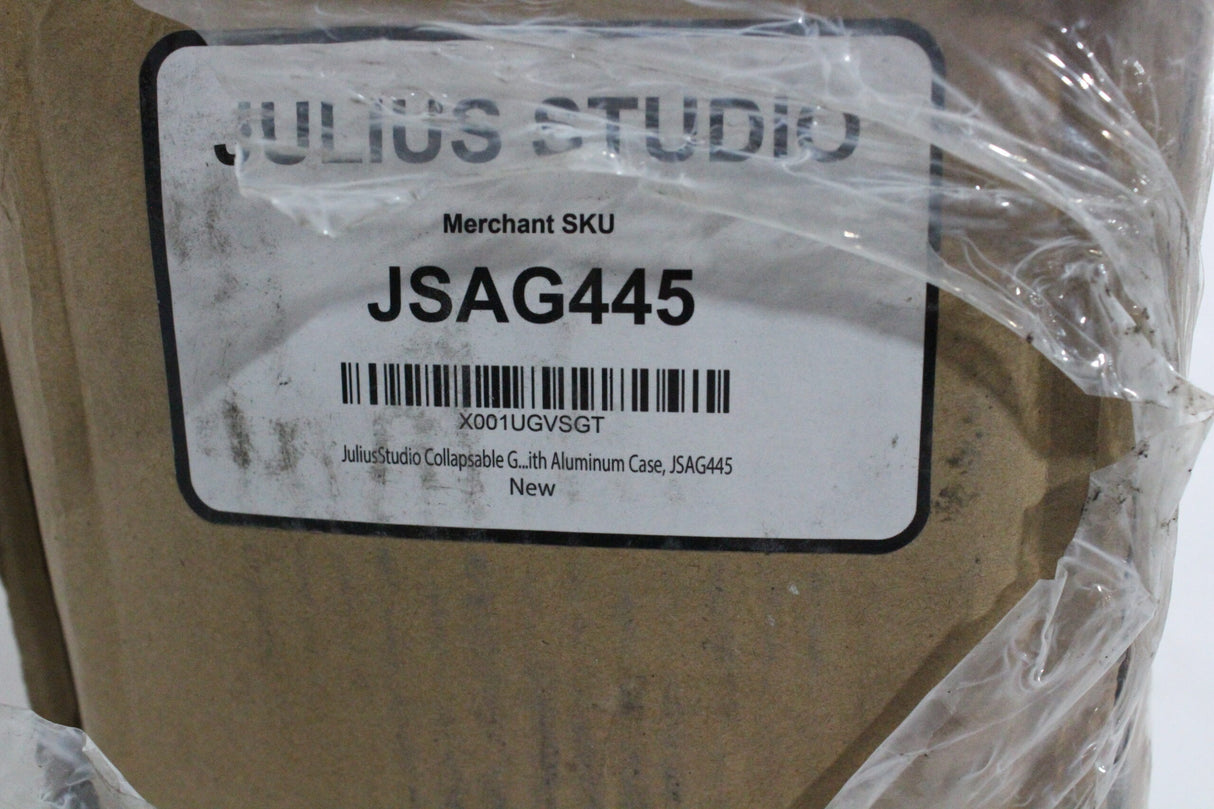 JULIUS STUDIO
Merchant SKU
JSAG445
X001UGVSGT
JuliusStudio Collapsable G...ith Aluminum Case, JSAG445
New